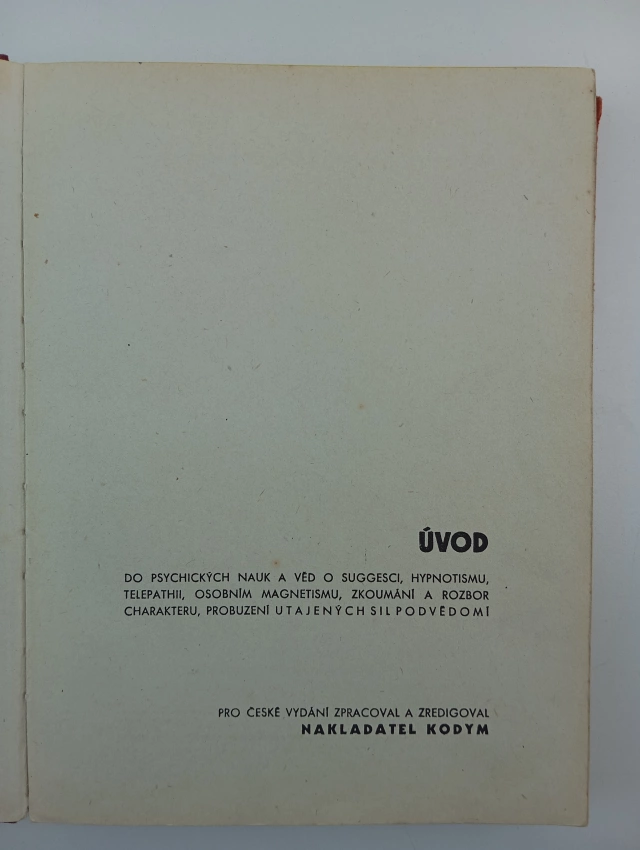 ÚVOD
DO PSYCHICKÝCH NAUK A VĚD O SUGGESCI, HYPNOTISMU,
TELEPATHII, OSOBNÍM MAGNETISMU, ZKOUMÁNÍ A ROZBOR
CHARAKTERU, PROBUZENÍ UTAJENÝCH SIL PODVĚDOMÍ
PRO ČESKÉ VYDÁNÍ ZPRACOVAL A ZREDIGOVAL
NAKLADATEL KODYM